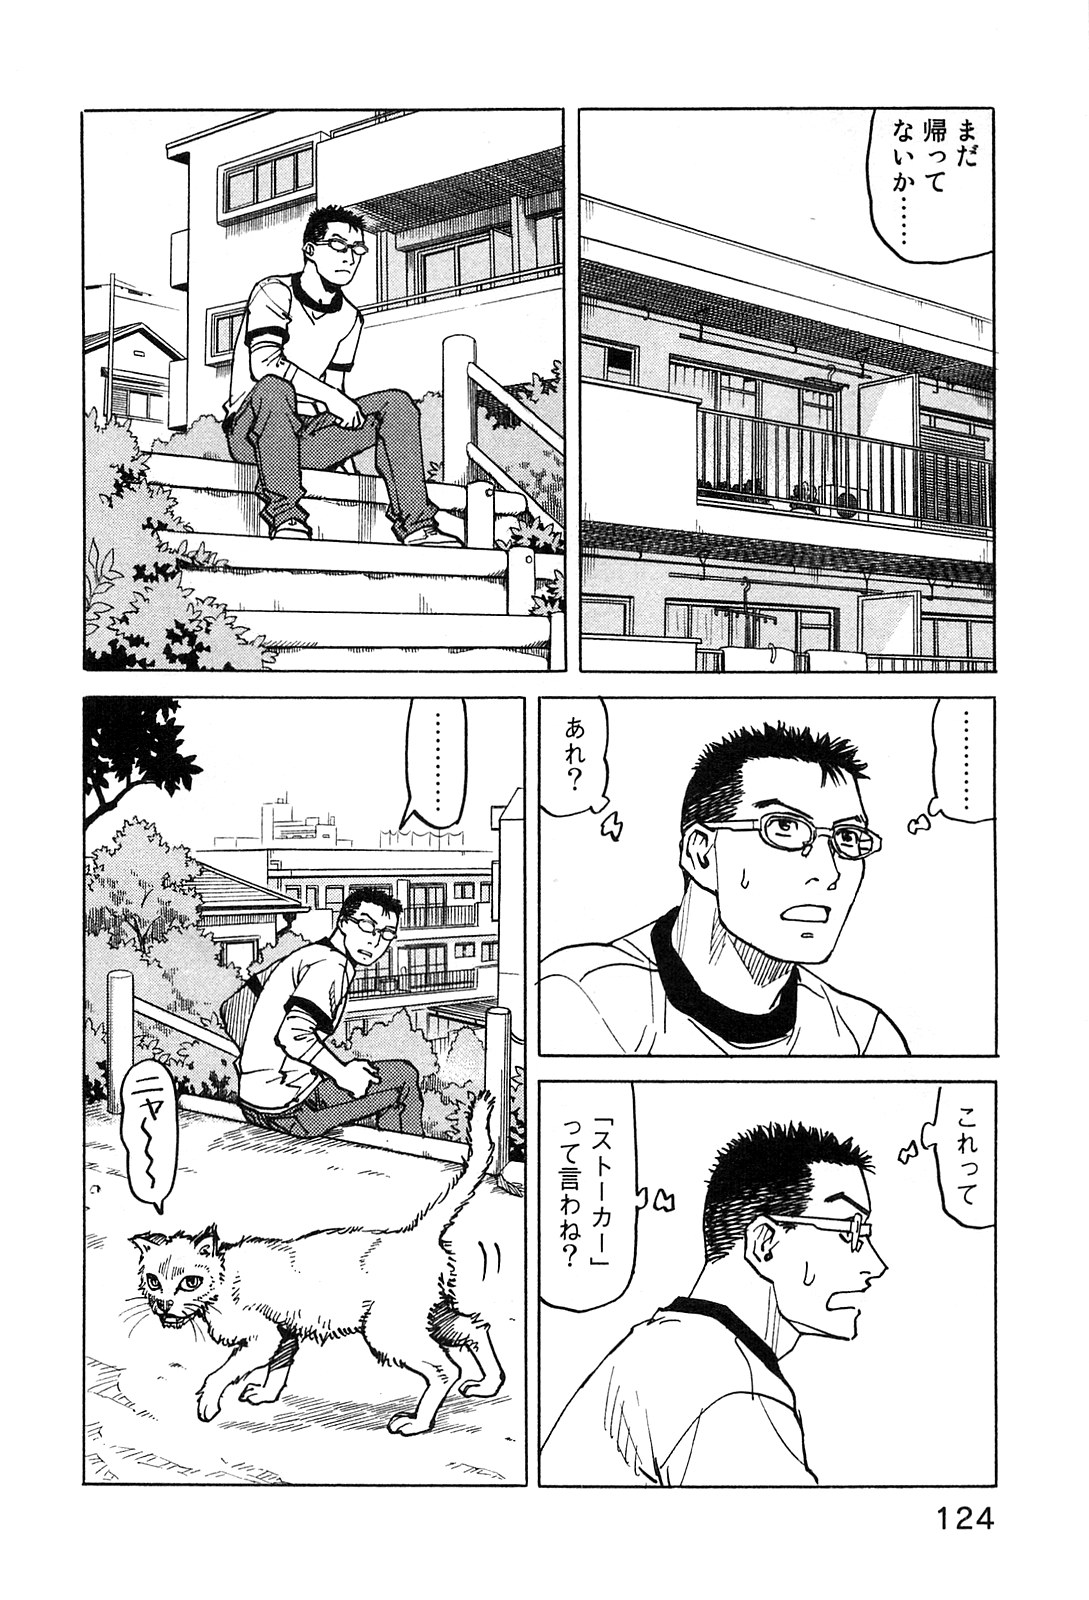 まだ
帰って
ないか……
………
あれ？
これって
「ストーカー」
って言わね？
………
ニャ～～～
124